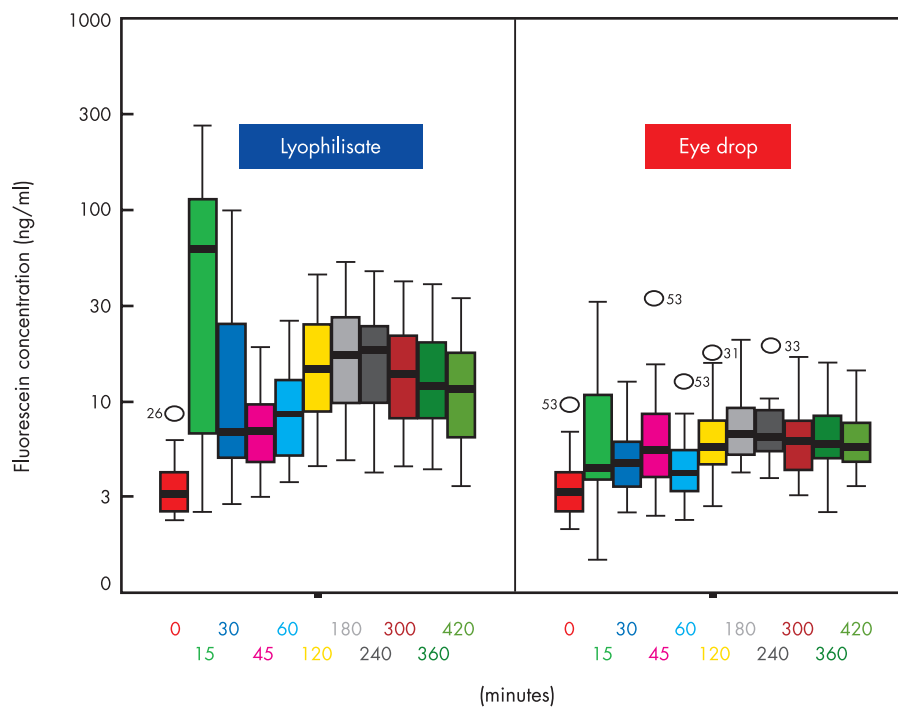 1000
300
100
30
10
3
0
Fluorescein concentration (ng/ml)
Lyophilisate
Eye drop
26
53
53
53
31
33
0 30 60 180 300 420
15 45 120 240 360
0 30 60 180 300 420
15 45 120 240 360
(minutes)